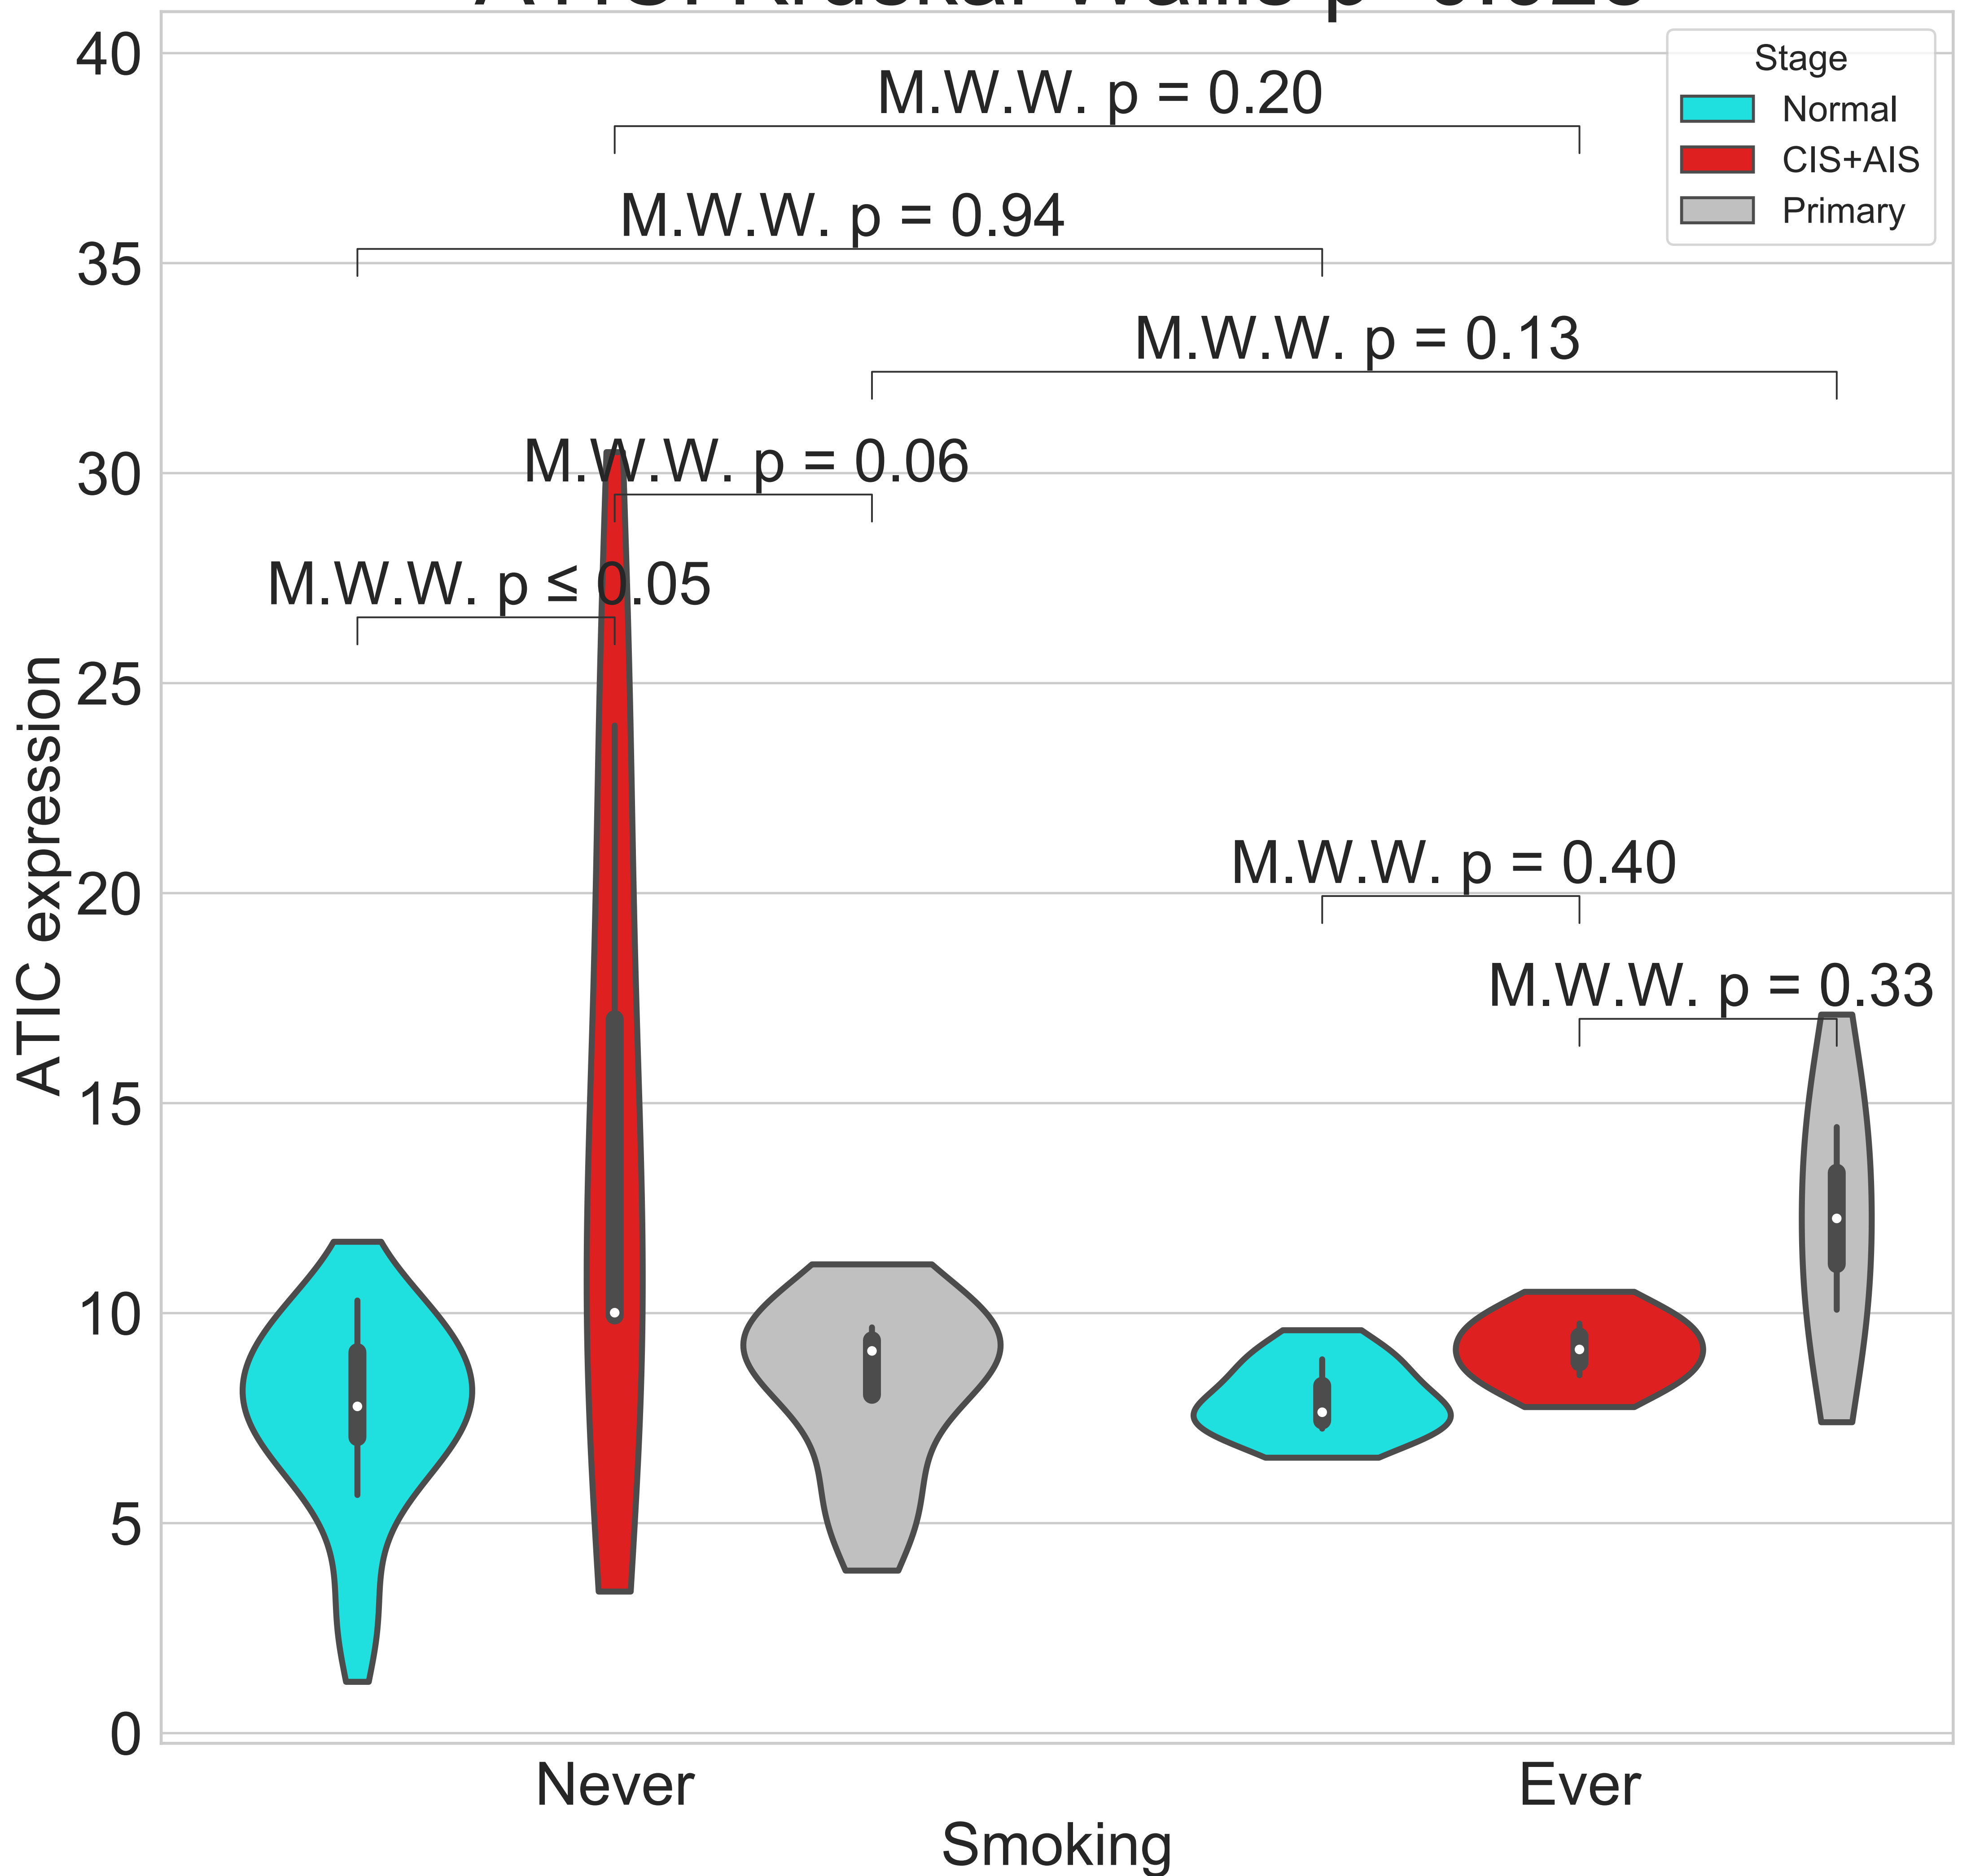 40
35
30
25
20
15
10
5
0
ATIC expression
Stage
Normal
CIS+AIS
Primary
M.W.W. p = 0.20
M.W.W. p = 0.94
M.W.W. p = 0.13
M.W.W. p = 0.06
M.W.W. p ≤ 0.05
M.W.W. p = 0.40
M.W.W. p = 0.33
Never
Ever
Smoking